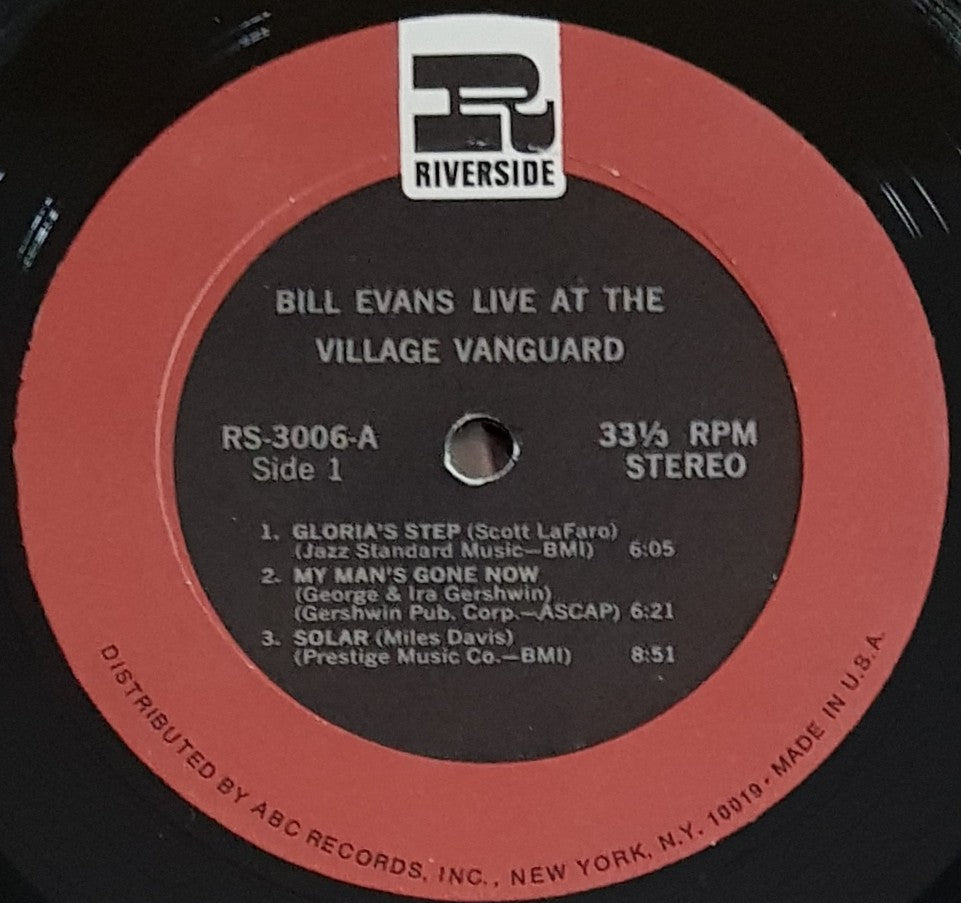 R
RIVERSIDE
BILL EVANS LIVE AT THE
VILLAGE VANGUARD
RS-3006-A
Side 1
33⅓ RPM
STEREO
1. GLORIA'S STEP (Scott LaFaro)
(Jazz Standard Music—BMI) 6:05
2. MY MAN'S GONE NOW
(George & Ira Gershwin)
(Gershwin Pub. Corp.—ASCAP) 6:21
3. SOLAR (Miles Davis)
(Prestige Music Co.—BMI) 8:51
DISTRIBUTED BY ABC RECORDS, INC., NEW YORK, N.Y. 10019 • MADE IN U.S.A.